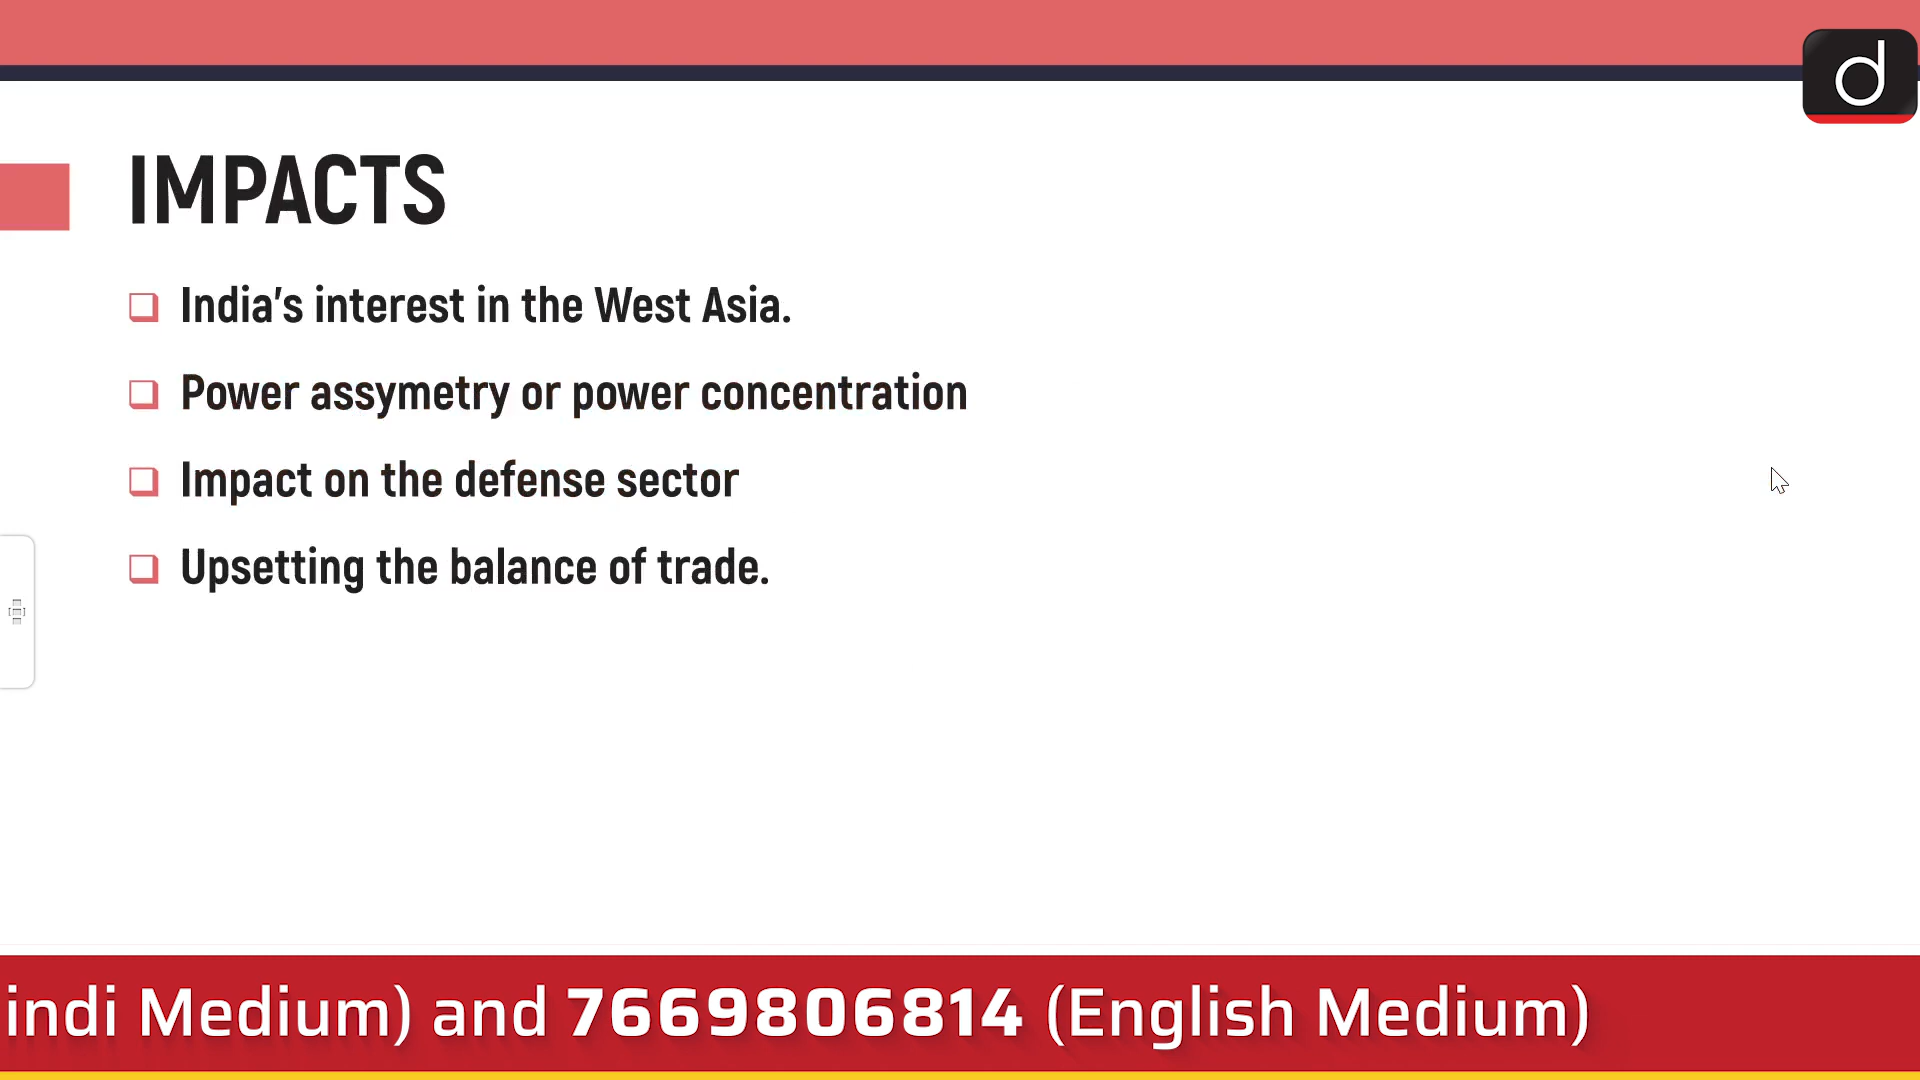 d
IMPACTS
India's interest in the West Asia.
Power assymetry or power concentration
Impact on the defense sector
Upsetting the balance of trade.
indi Medium) and 7669806814 (English Medium)